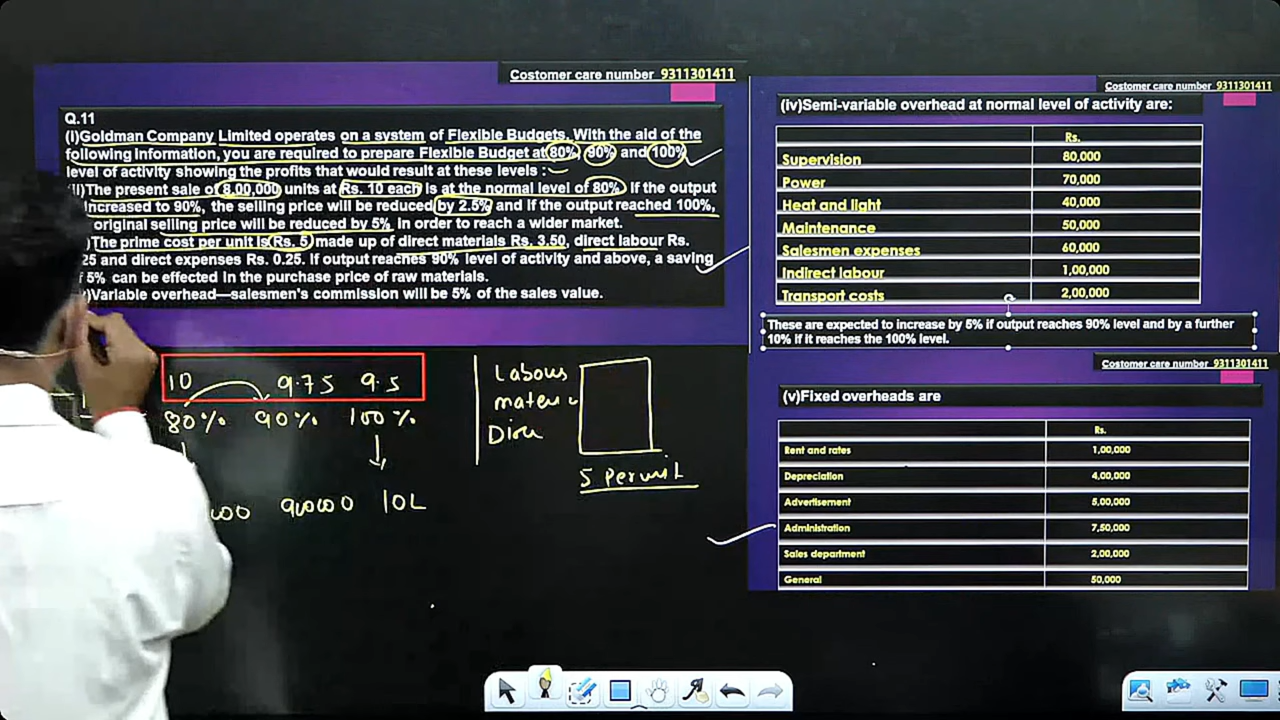 Costomer care number 9311301411
Q.11
(i)Goldman Company Limited operates on a system of Flexible Budgets. With the aid of the
following information, you are required to prepare Flexible Budget at 80%, 90% and 100%
level of activity showing the profits that would result at these levels :
(ii)The present sale of 8,00,000 units at Rs. 10 each is at the normal level of 80%. If the output
increased to 90%, the selling price will be reduced by 2.5% and if the output reached 100%,
original selling price will be reduced by 5% in order to reach a wider market.
The prime cost per unit is Rs. 5 made up of direct materials Rs. 3.50, direct labour Rs.
25 and direct expenses Rs. 0.25. If output reaches 90% level of activity and above, a saving
5% can be effected in the purchase price of raw materials.
Variable overhead—salesmen's commission will be 5% of the sales value.
10 9.75 9.5
80% 90% 100%
90000 10L
Labour
Dire
5 per unit
Costomer care number 9311301411
(iv)Semi-variable overhead at normal level of activity are:
Rs.
Supervision 80,000
Power 70,000
Heat and light 40,000
Maintenance 50,000
Salesmen expenses 60,000
Indirect labour 1,00,000
Transport costs 2,00,000
These are expected to increase by 5% if output reaches 90% level and by a further
10% if it reaches the 100% level.
Costomer care number 9311301411
(v)Fixed overheads are
Rs.
Rent and rates 1,00,000
Depreciation 4,00,000
Advertisement 5,00,000
Administration 7,50,000
Sales department 2,00,000
General 50,000